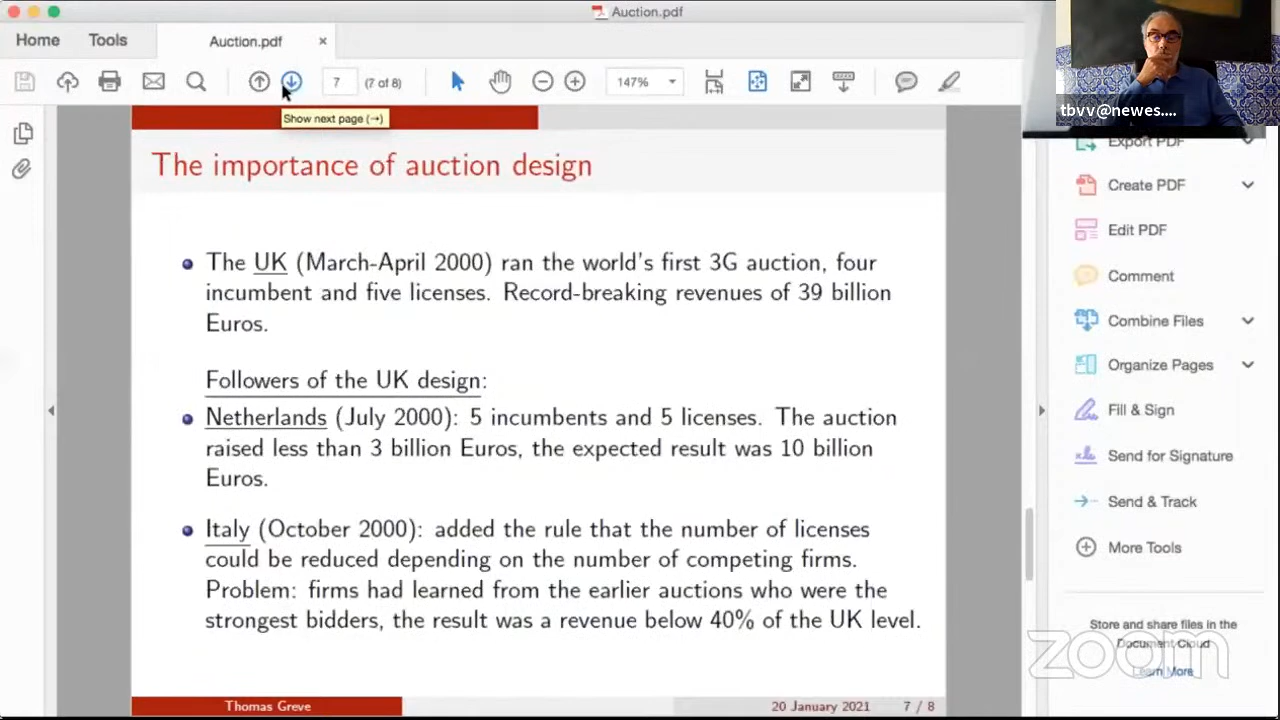 Auction.pdf
Home
Tools
Auction.pdf
×
7
(7 of 8)
147%
Show next page (→)
tbvv@newes....
The importance of auction design
The UK (March-April 2000) ran the world's first 3G auction, four
incumbent and five licenses. Record-breaking revenues of 39 billion
Euros.
Followers of the UK design:
Netherlands (July 2000): 5 incumbents and 5 licenses. The auction
raised less than 3 billion Euros, the expected result was 10 billion
Euros.
Italy (October 2000): added the rule that the number of licenses
could be reduced depending on the number of competing firms.
Problem: firms had learned from the earlier auctions who were the
strongest bidders, the result was a revenue below 40% of the UK level.
Thomas Greve
20 January 2021
7 / 8
Export PDF
Create PDF
Edit PDF
Comment
Combine Files
Organize Pages
Fill & Sign
Send for Signature
Send & Track
More Tools
Store and share files in the
Document Cloud
Learn More
zoom